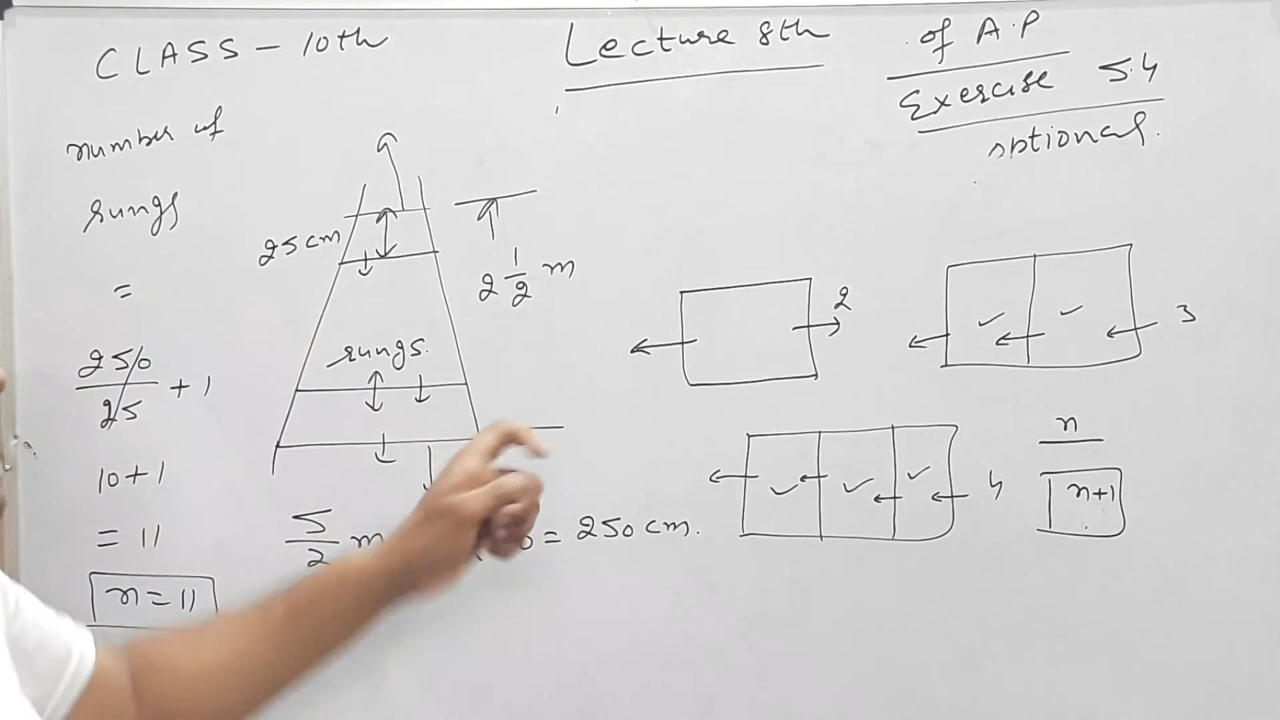 CLASS - 10th
Lecture 8th
of A.P
Exercise 5.4
optional.
number of
rungs
=
250/25 + 1
10+1
= 11
n = 11
25 cm
2 1/2 m
rungs.
5/2 m
0 = 250 cm.
2
3
4
n
n+1